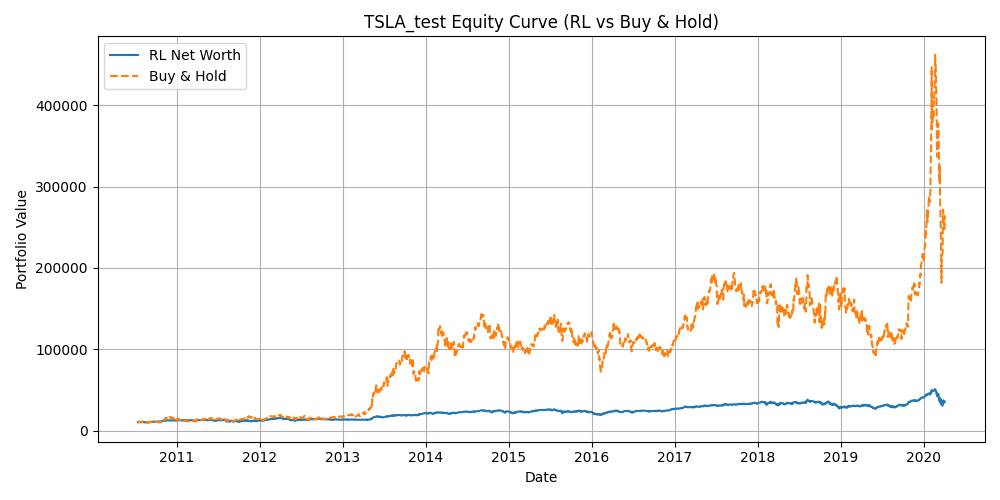 TSLA_test Equity Curve (RL vs Buy & Hold)
RL Net Worth
Buy & Hold
Portfolio Value
400000
300000
200000
100000
0
2011 2012 2013 2014 2015 2016 2017 2018 2019 2020
Date